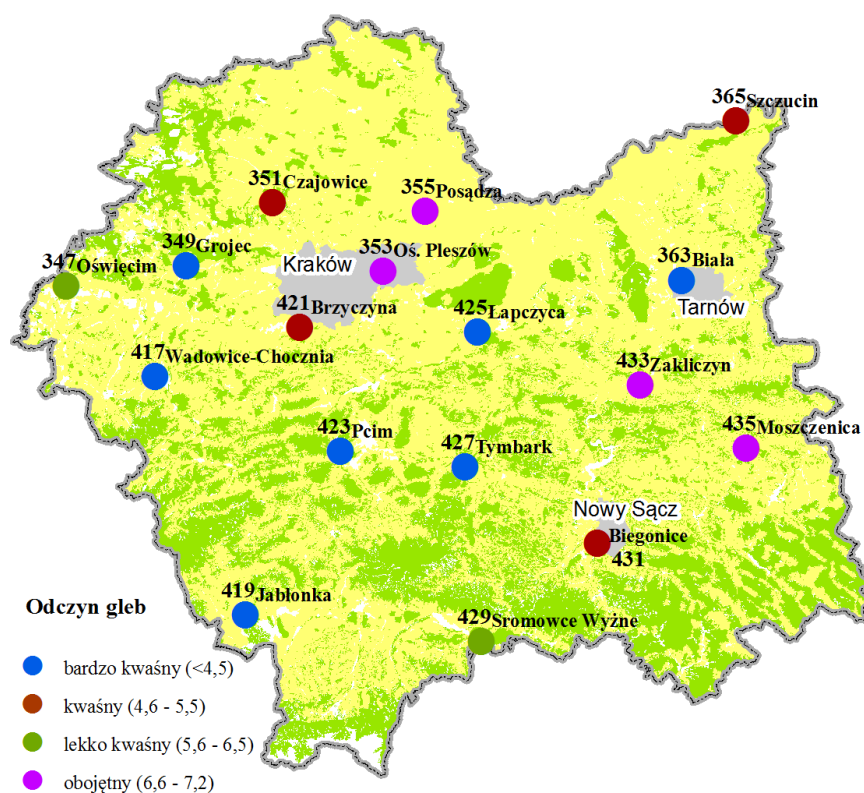 365 Szczucin
351 Czajowice
355 Posądza
349 Grojec
353 Oś. Pleszów
363 Biała
347 Oświęcim
Kraków
Tarnów
421 Brzyczyna
425 Łapczyca
417 Wadowice-Chocznia
433 Zakliczyn
423 Pcim
427 Tymbark
435 Moszczenica
Nowy Sącz
Biegonice
431
419 Jabłonka
429 Sromowce Wyżne
Odczyn gleb
bardzo kwaśny (<4,5)
kwaśny (4,6 - 5,5)
lekko kwaśny (5,6 - 6,5)
obojętny (6,6 - 7,2)